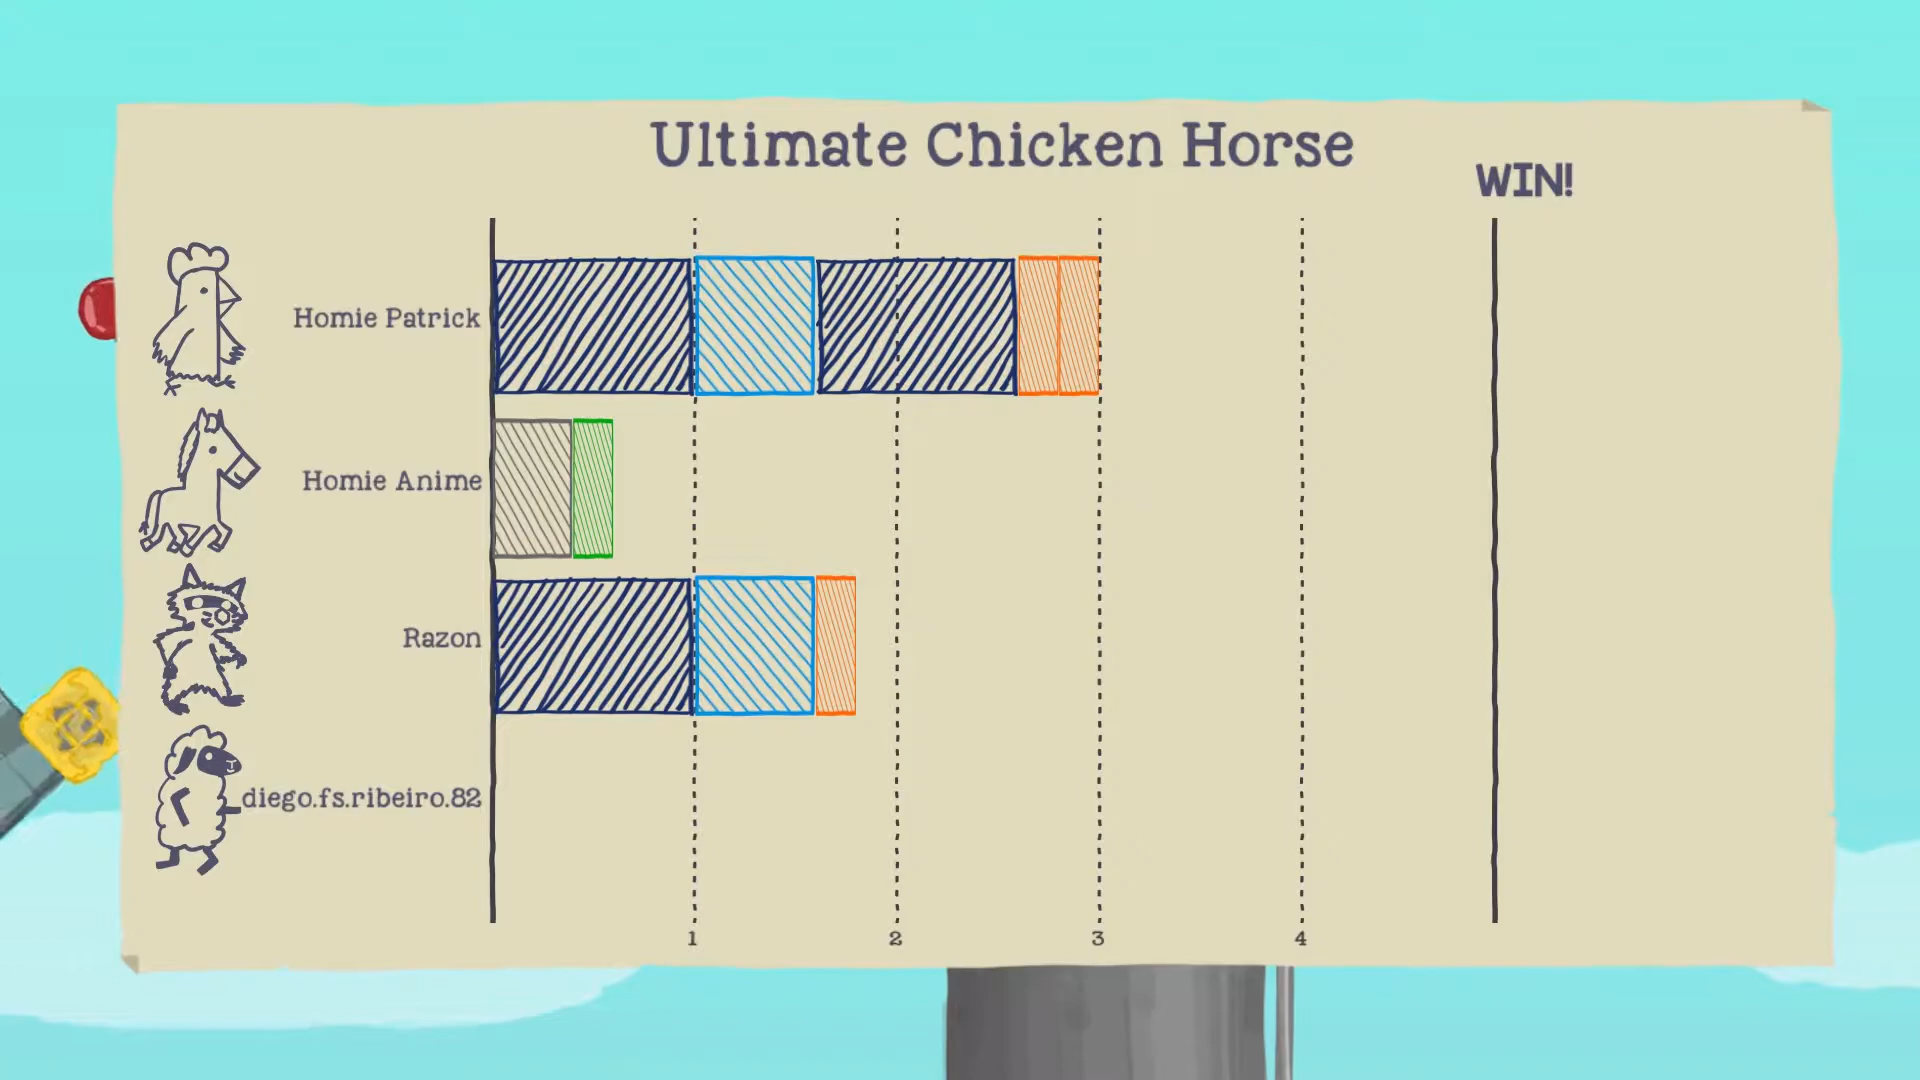 Ultimate Chicken Horse
WIN!
Homie Patrick
Homie Anime
Razon
diego.fs.ribeiro.82
1 2 3 4